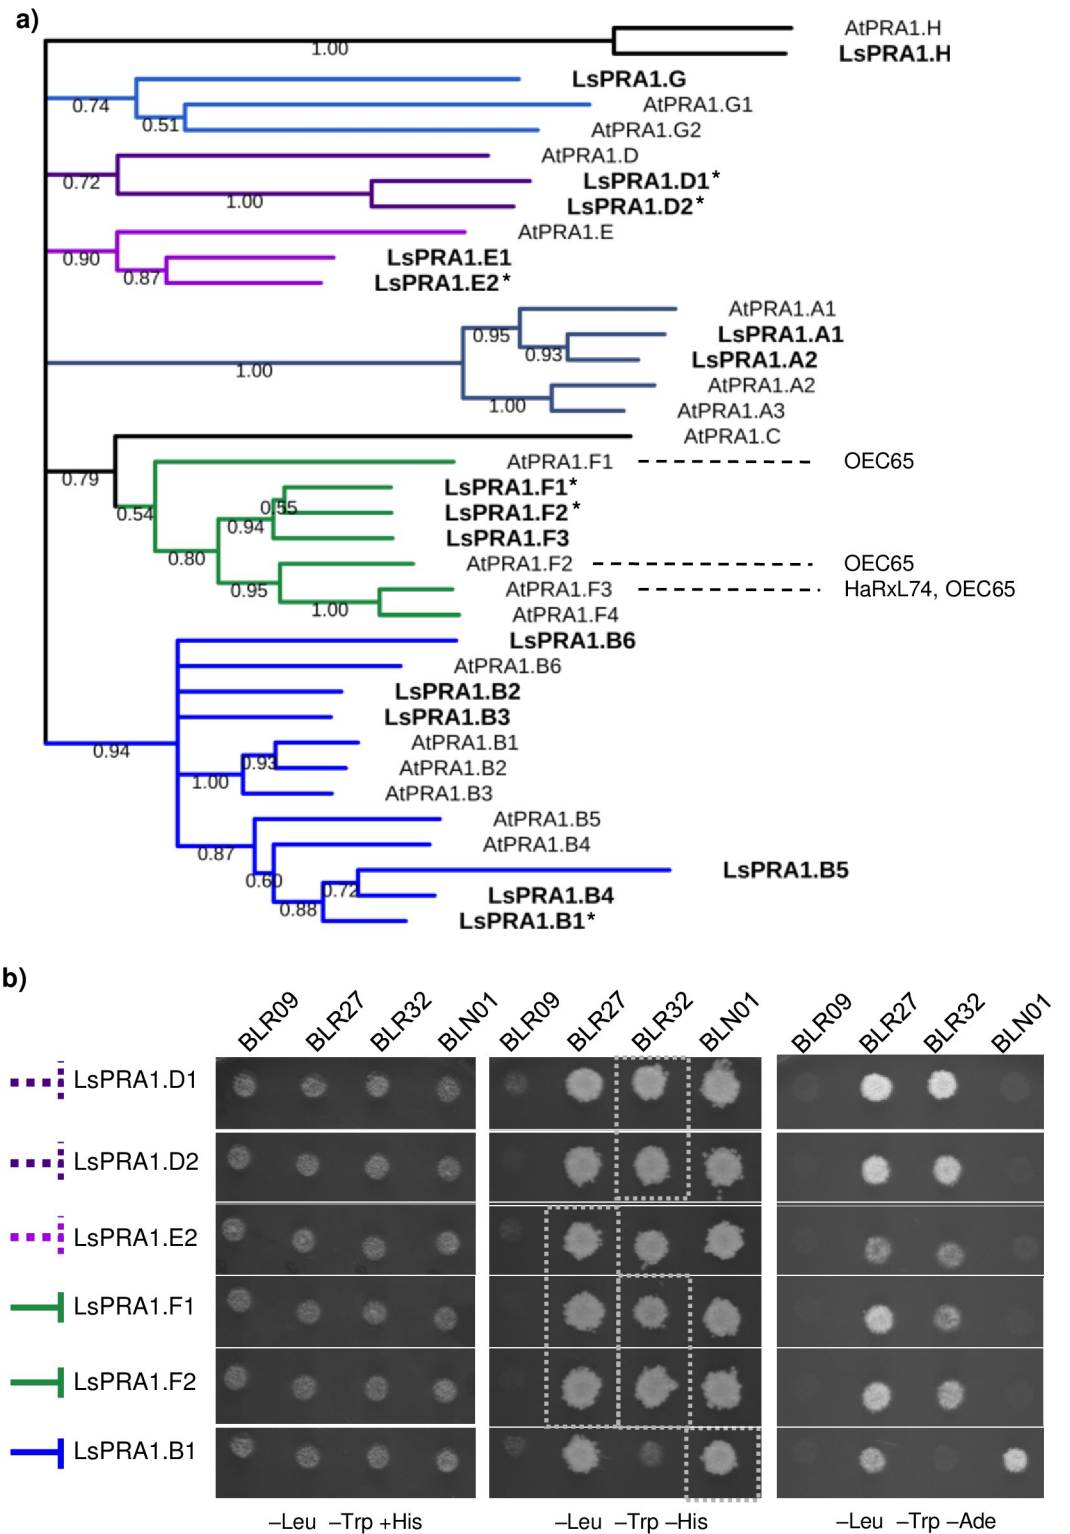 a)
AtPRA1.H
1.00
LsPRA1.H
LsPRA1.G
0.74
AtPRA1.G1
0.51
AtPRA1.G2
AtPRA1.D
0.72
LsPRA1.D1*
1.00
LsPRA1.D2*
AtPRA1.E
0.90
LsPRA1.E1
0.87
LsPRA1.E2*
AtPRA1.A1
0.95
LsPRA1.A1
0.93
LsPRA1.A2
1.00
AtPRA1.A2
1.00
AtPRA1.A3
AtPRA1.C
0.79
AtPRA1.F1 OEC65
LsPRA1.F1*
0.54
0.55
LsPRA1.F2*
0.94
LsPRA1.F3
0.80
AtPRA1.F2 OEC65
0.95
AtPRA1.F3 HaRxL74, OEC65
1.00
AtPRA1.F4
LsPRA1.B6
AtPRA1.B6
LsPRA1.B2
LsPRA1.B3
0.94
AtPRA1.B1
0.93
AtPRA1.B2
1.00
AtPRA1.B3
AtPRA1.B5
0.87
AtPRA1.B4
0.60
LsPRA1.B5
0.72
LsPRA1.B4
0.88
LsPRA1.B1*
b)
BLR09 BLR27 BLR32 BLN01 BLR09 BLR27 BLR32 BLN01 BLR09 BLR27 BLR32 BLN01
LsPRA1.D1
LsPRA1.D2
LsPRA1.E2
LsPRA1.F1
LsPRA1.F2
LsPRA1.B1
–Leu –Trp +His –Leu –Trp –His –Leu –Trp –Ade